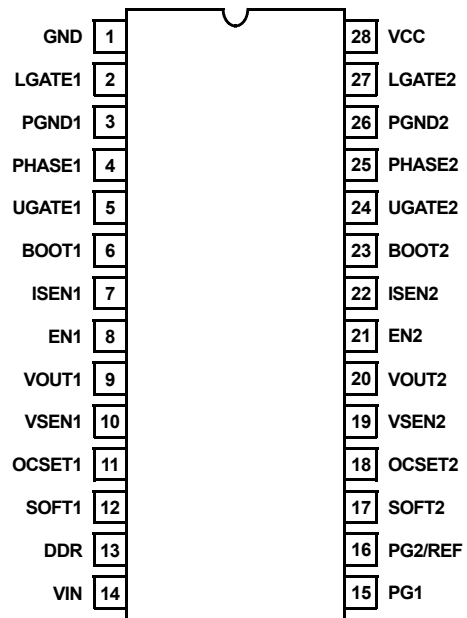 GND 1 28 VCC
LGATE1 2 27 LGATE2
PGND1 3 26 PGND2
PHASE1 4 25 PHASE2
UGATE1 5 24 UGATE2
BOOT1 6 23 BOOT2
ISEN1 7 22 ISEN2
EN1 8 21 EN2
VOUT1 9 20 VOUT2
VSEN1 10 19 VSEN2
OCSET1 11 18 OCSET2
SOFT1 12 17 SOFT2
DDR 13 16 PG2/REF
VIN 14 15 PG1